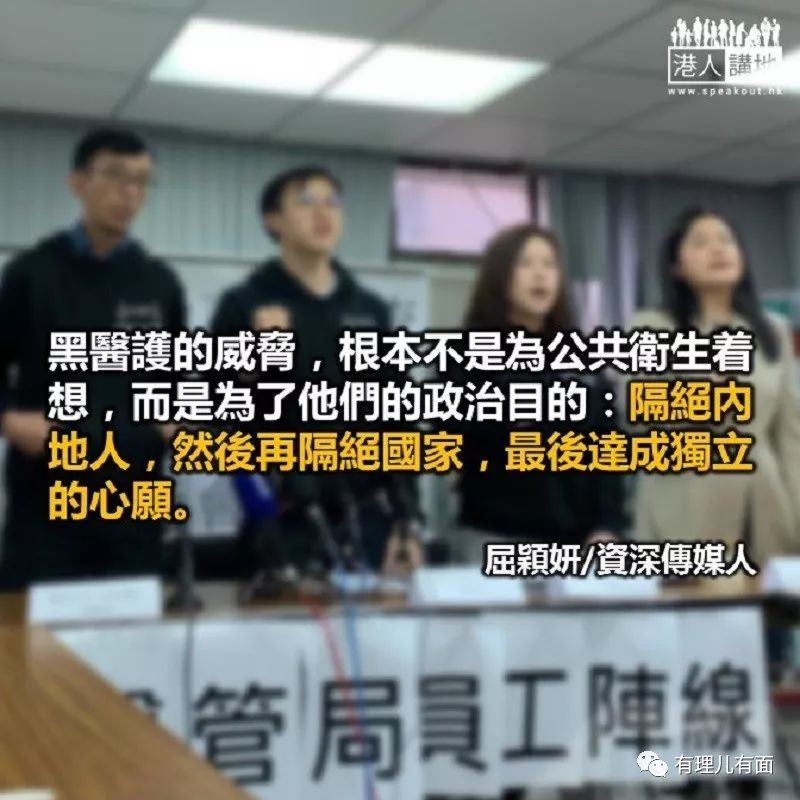 港人講地
www.speakout.hk
黑醫護的威脅，根本不是為公共衞生着
想，而是為了他們的政治目的：隔絕內
地人，然後再隔絕國家，最後達成獨立
的心願。
屈穎妍/資深傳媒人
管局員工陣線
有理儿有面